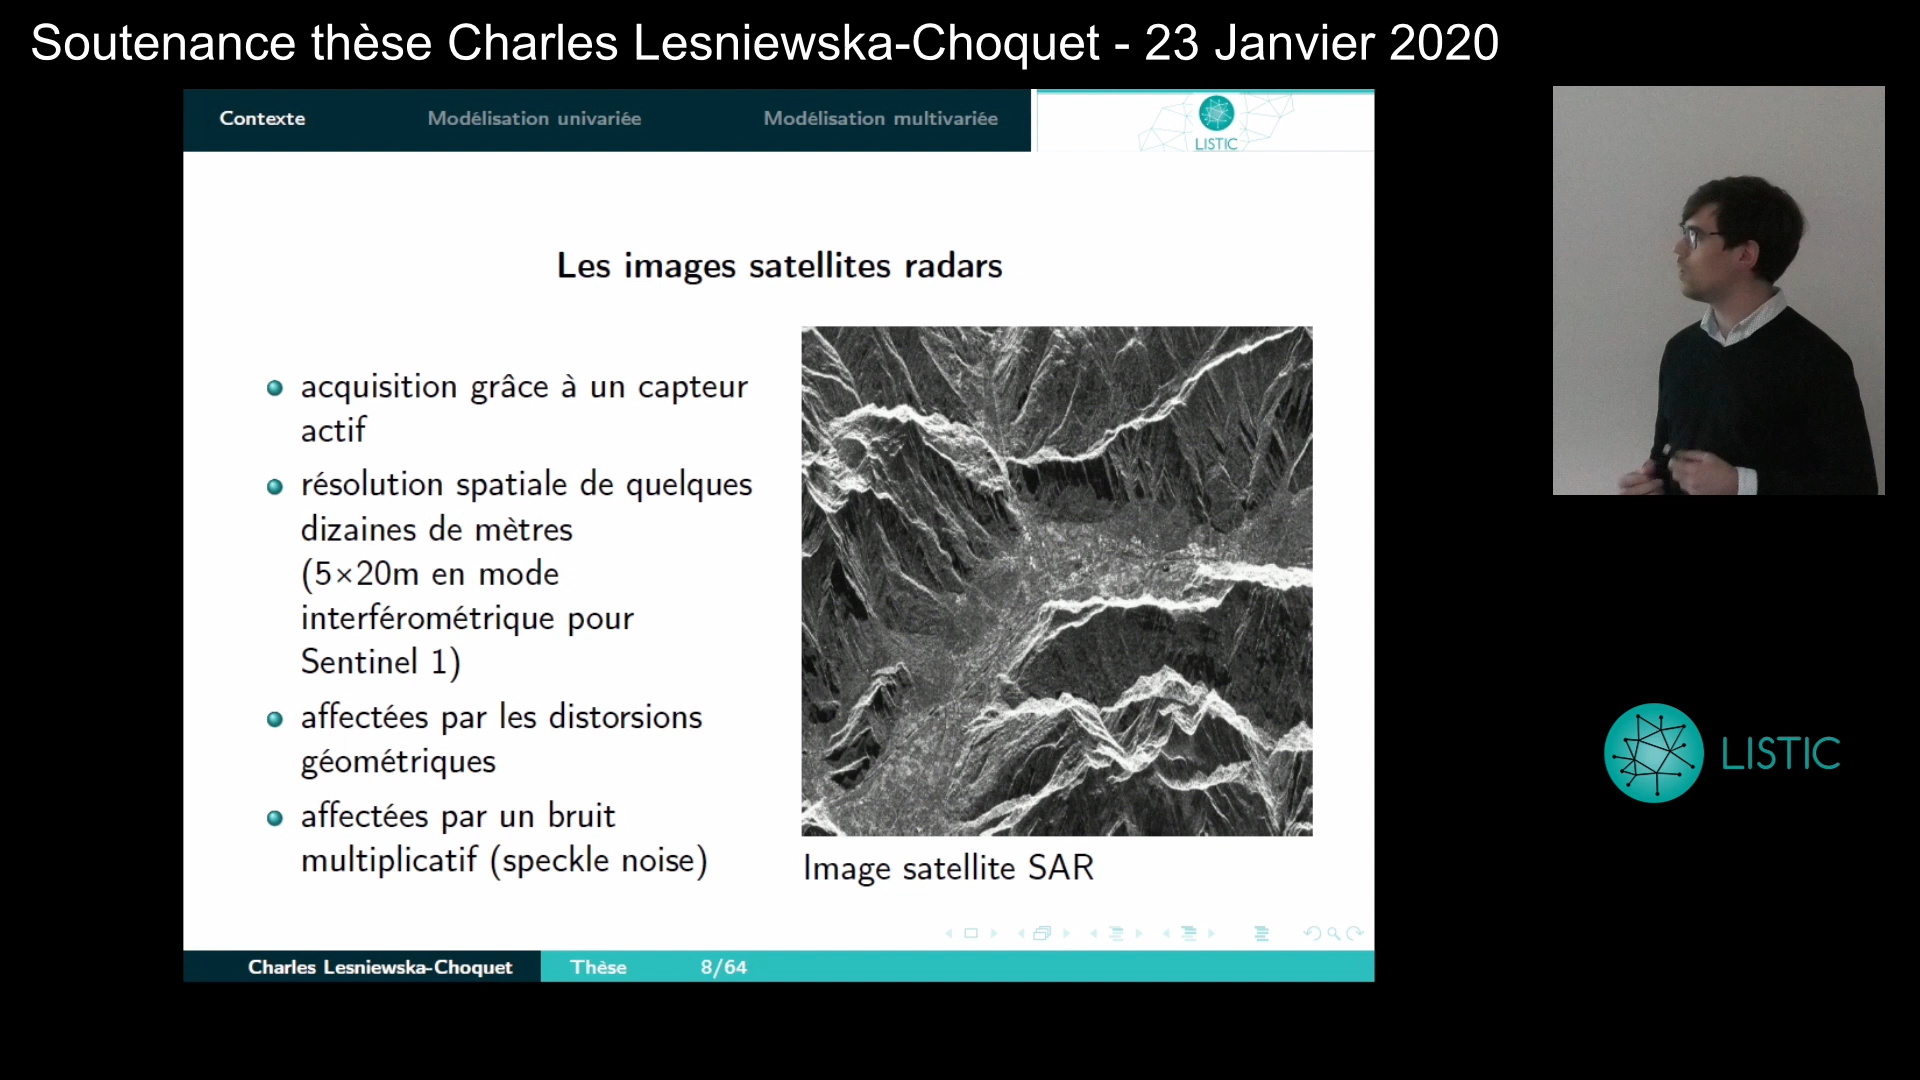 Soutenance thèse Charles Lesniewska-Choquet - 23 Janvier 2020
Contexte Modélisation univariée Modélisation multivariée
LISTIC
Les images satellites radars
acquisition grâce à un capteur
actif
résolution spatiale de quelques
dizaines de mètres
(5×20m en mode
interférométrique pour
Sentinel 1)
affectées par les distorsions
géométriques
affectées par un bruit
multiplicatif (speckle noise)
Image satellite SAR
LISTIC
Charles Lesniewska-Choquet Thèse 8/64